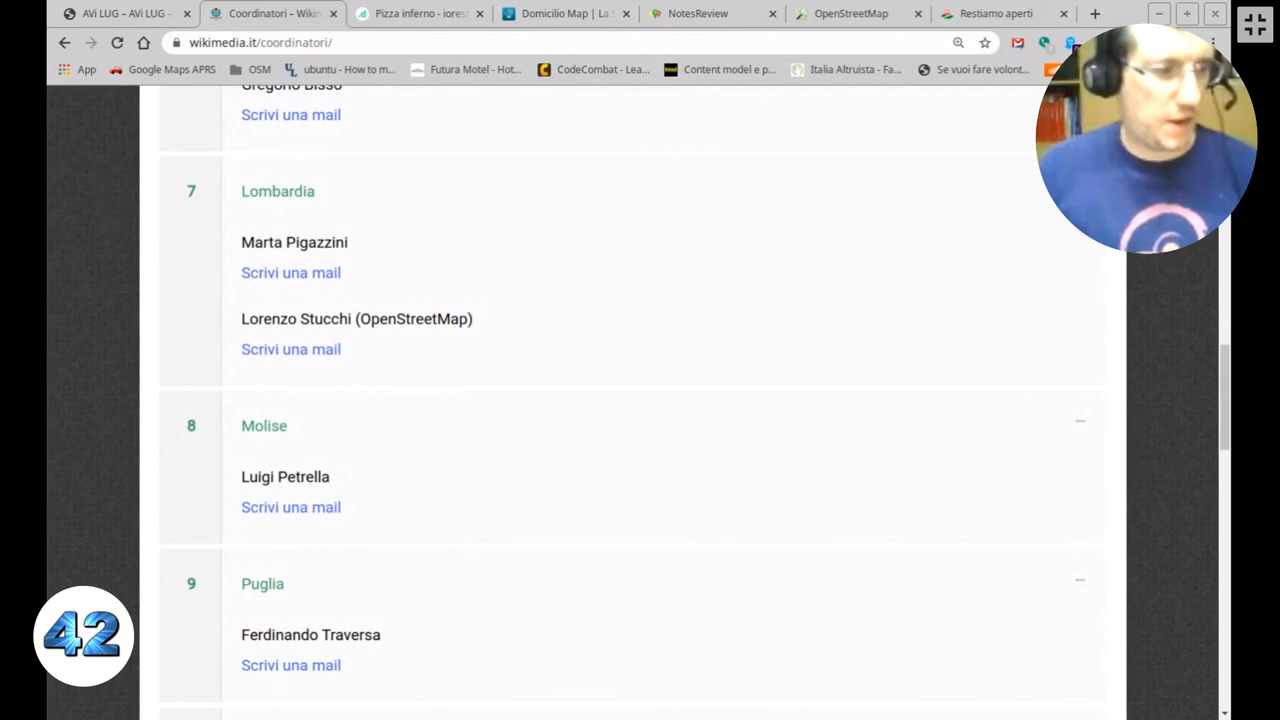 AVi LUG – AVi LUG –
Coordinatori – Wikim
Pizza inferno - iorest
Domicilio Map | La S
NotesReview
OpenStreetMap
Restiamo aperti
wikimedia.it/coordinatori/
App
Google Maps APRS
OSM
ubuntu - How to m...
Futura Motel - Hot...
CodeCombat - Lea...
Content model e p...
Italia Altruista - Fa...
Se vuoi fare volont...
Gregorio Bisso
Scrivi una mail
7 Lombardia
Marta Pigazzini
Scrivi una mail
Lorenzo Stucchi (OpenStreetMap)
Scrivi una mail
8 Molise
Luigi Petrella
Scrivi una mail
9 Puglia
Ferdinando Traversa
Scrivi una mail
42